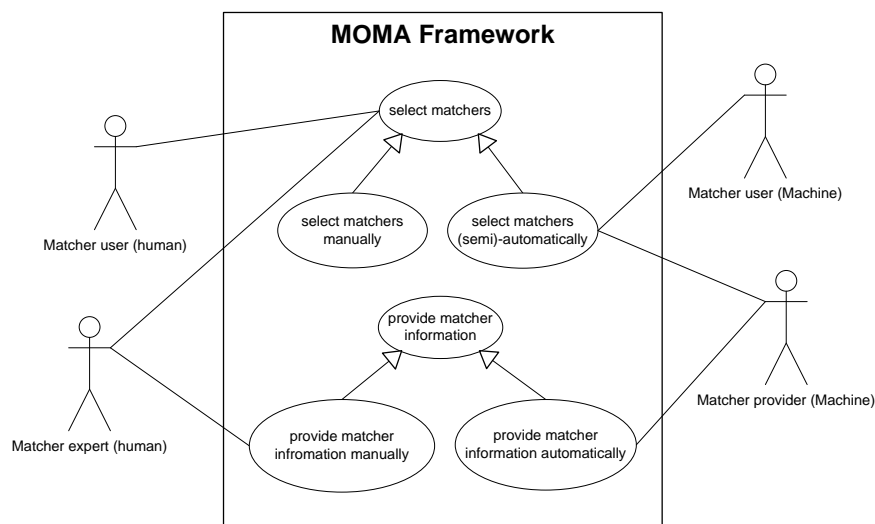 MOMA Framework
select matchers
Matcher user (human)
Matcher user (Machine)
select matchers
manually
select matchers
(semi)-automatically
provide matcher
information
Matcher expert (human)
Matcher provider (Machine)
provide matcher
infromation manually
provide matcher
information automatically